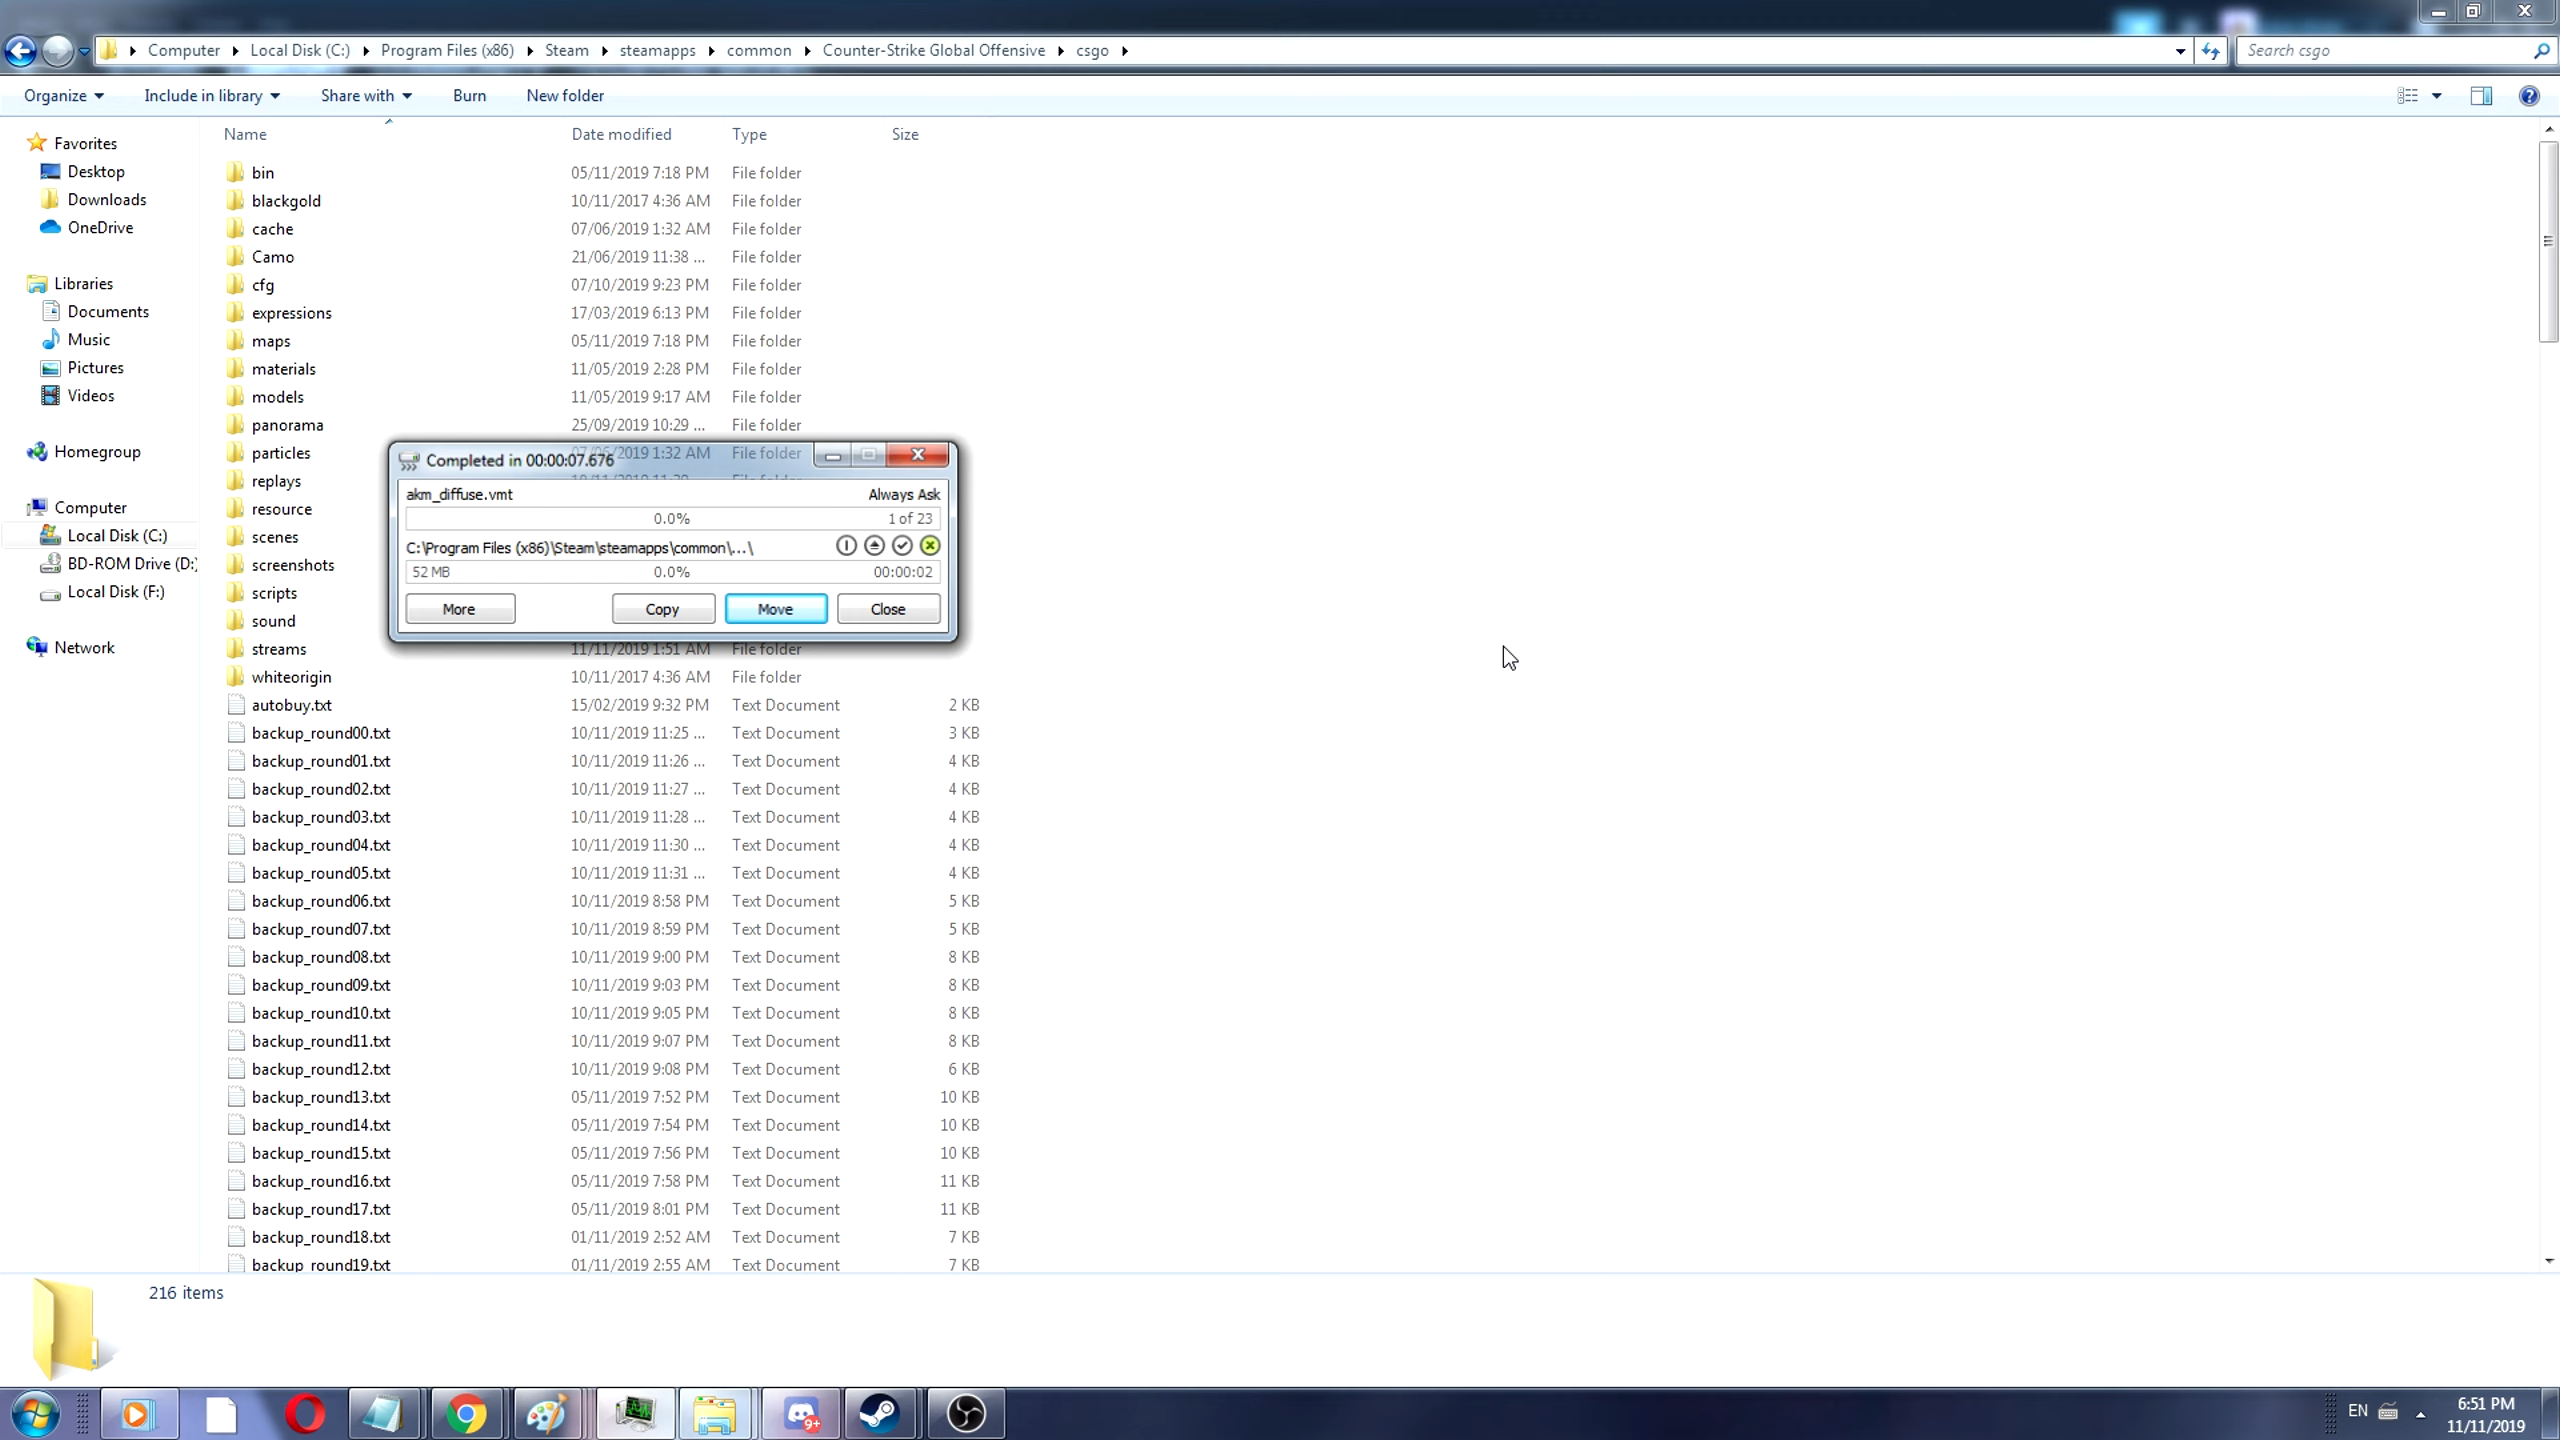 Computer Local Disk (C:) Program Files (x86) Steam steamapps common Counter-Strike Global Offensive csgo Search csgo
Organize Include in library Share with Burn New folder
Favorites
Desktop
Downloads
OneDrive
Libraries
Documents
Music
Pictures
Videos
Homegroup
Computer
Local Disk (C:)
BD-ROM Drive (D:)
Local Disk (F:)
Network
Name Date modified Type Size
bin 05/11/2019 7:18 PM File folder
blackgold 10/11/2017 4:36 AM File folder
cache 07/06/2019 1:32 AM File folder
Camo 21/06/2019 11:38 ... File folder
cfg 07/10/2019 9:23 PM File folder
expressions 17/03/2019 6:13 PM File folder
maps 05/11/2019 7:18 PM File folder
materials 11/05/2019 2:28 PM File folder
models 11/05/2019 9:17 AM File folder
panorama 25/09/2019 10:29 ... File folder
particles 07/06/2019 1:32 AM File folder
replays
resource
scenes
screenshots
scripts
sound
streams 11/11/2019 1:51 AM File folder
whiteorigin 10/11/2017 4:36 AM File folder
autobuy.txt 15/02/2019 9:32 PM Text Document 2 KB
backup_round00.txt 10/11/2019 11:25 ... Text Document 3 KB
backup_round01.txt 10/11/2019 11:26 ... Text Document 4 KB
backup_round02.txt 10/11/2019 11:27 ... Text Document 4 KB
backup_round03.txt 10/11/2019 11:28 ... Text Document 4 KB
backup_round04.txt 10/11/2019 11:30 ... Text Document 4 KB
backup_round05.txt 10/11/2019 11:31 ... Text Document 4 KB
backup_round06.txt 10/11/2019 8:58 PM Text Document 5 KB
backup_round07.txt 10/11/2019 8:59 PM Text Document 5 KB
backup_round08.txt 10/11/2019 9:00 PM Text Document 8 KB
backup_round09.txt 10/11/2019 9:03 PM Text Document 8 KB
backup_round10.txt 10/11/2019 9:05 PM Text Document 8 KB
backup_round11.txt 10/11/2019 9:07 PM Text Document 8 KB
backup_round12.txt 10/11/2019 9:08 PM Text Document 6 KB
backup_round13.txt 05/11/2019 7:52 PM Text Document 10 KB
backup_round14.txt 05/11/2019 7:54 PM Text Document 10 KB
backup_round15.txt 05/11/2019 7:56 PM Text Document 10 KB
backup_round16.txt 05/11/2019 7:58 PM Text Document 11 KB
backup_round17.txt 05/11/2019 8:01 PM Text Document 11 KB
backup_round18.txt 01/11/2019 2:52 AM Text Document 7 KB
backup_round19.txt 01/11/2019 2:55 AM Text Document 7 KB
Completed in 00:00:07.676
akm_diffuse.vmt Always Ask
0.0% 1 of 23
C:\Program Files (x86)\Steam\steamapps\common\...\
52 MB 0.0% 00:00:02
More Copy Move Close
216 items
9+
EN
6:51 PM
11/11/2019